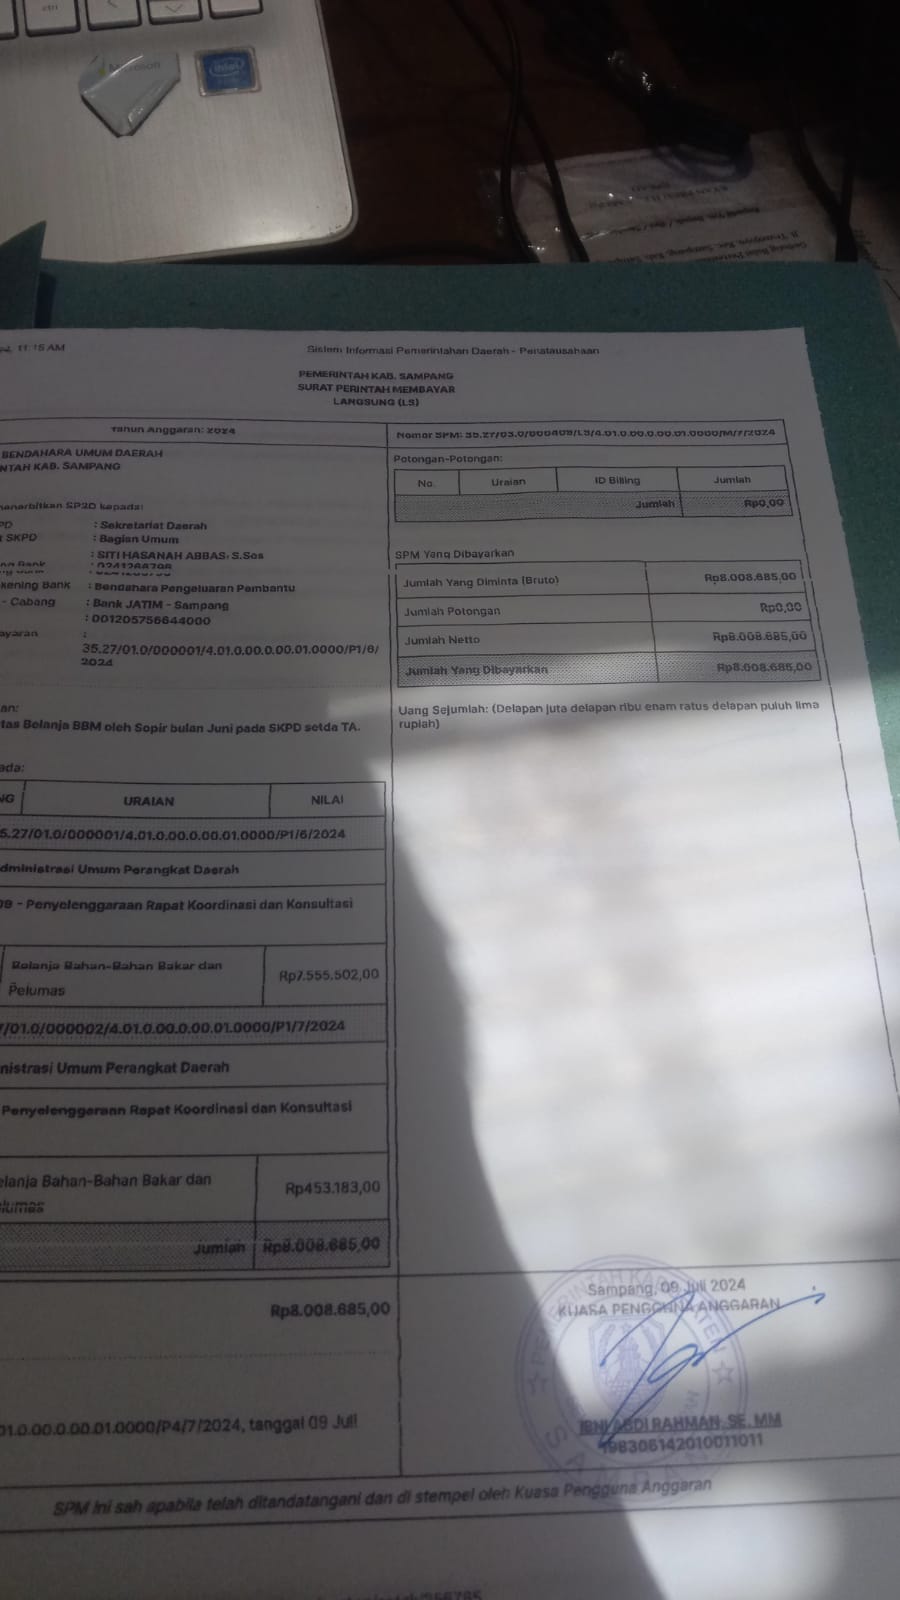 ctrl
Microsoft
intel
11:15 AM
Sistem Informasi Pemerintahan Daerah - Penatausahaan
PEMERINTAH KAB. SAMPANG
SURAT PERINTAH MEMBAYAR
LANGSUNG (LS)
Tahun Anggaran: 2024
Nomor SPM: 35.27/03.0/000409/LS/4.01.0.00.0.00.01.0000/M/7/2024
BENDAHARA UMUM DAERAH
NTAH KAB. SAMPANG
enerbitkan SP2D kepada:
PD : Sekretariat Daerah
SKPD : Bagian Umum
: SITI HASANAH ABBAS, S.Sos
ng Bank : 0241266798
kening Bank : Bendahara Pengeluaran Pembantu
- Cabang : Bank JATIM - Sampang
: 001205756644000
ayaran :
35.27/01.0/000001/4.01.0.00.0.00.01.0000/P1/6/
2024
an:
tas Belanja BBM oleh Sopir bulan Juni pada SKPD setda TA.
ada:
NG URAIAN NILAI
5.27/01.0/000001/4.01.0.00.0.00.01.0000/P1/6/2024
dministrasi Umum Perangkat Daerah
09 - Penyelenggaraan Rapat Koordinasi dan Konsultasi
Belanja Bahan-Bahan Bakar dan
Pelumas
Rp7.555.502,00
7/01.0/000002/4.01.0.00.0.00.01.0000/P1/7/2024
nistrasi Umum Perangkat Daerah
Penyelenggaraan Rapat Koordinasi dan Konsultasi
elanja Bahan-Bahan Bakar dan
elumas
Rp453.183,00
Jumlah Rp8.008.685,00
Rp8.008.685,00
01.0.00.0.00.01.0000/P4/7/2024, tanggal 09 Juli
Potongan-Potongan:
No. Uraian ID Billing Jumlah
Jumlah Rp0,00
SPM Yang Dibayarkan
Jumlah Yang Diminta (Bruto) Rp8.008.685,00
Jumlah Potongan Rp0,00
Jumlah Netto Rp8.008.685,00
Jumlah Yang Dibayarkan Rp8.008.685,00
Uang Sejumlah: (Delapan juta delapan ribu enam ratus delapan puluh lima
rupiah)
Sampang, 09 Juli 2024
KUASA PENGGUNA ANGGARAN
PEMERINTAH KABUPATEN
SAMPANG
IBNI ABDI RAHMAN, SE. MM
198306142010011011
SPM ini sah apabila telah ditandatangani dan di stempel oleh Kuasa Pengguna Anggaran